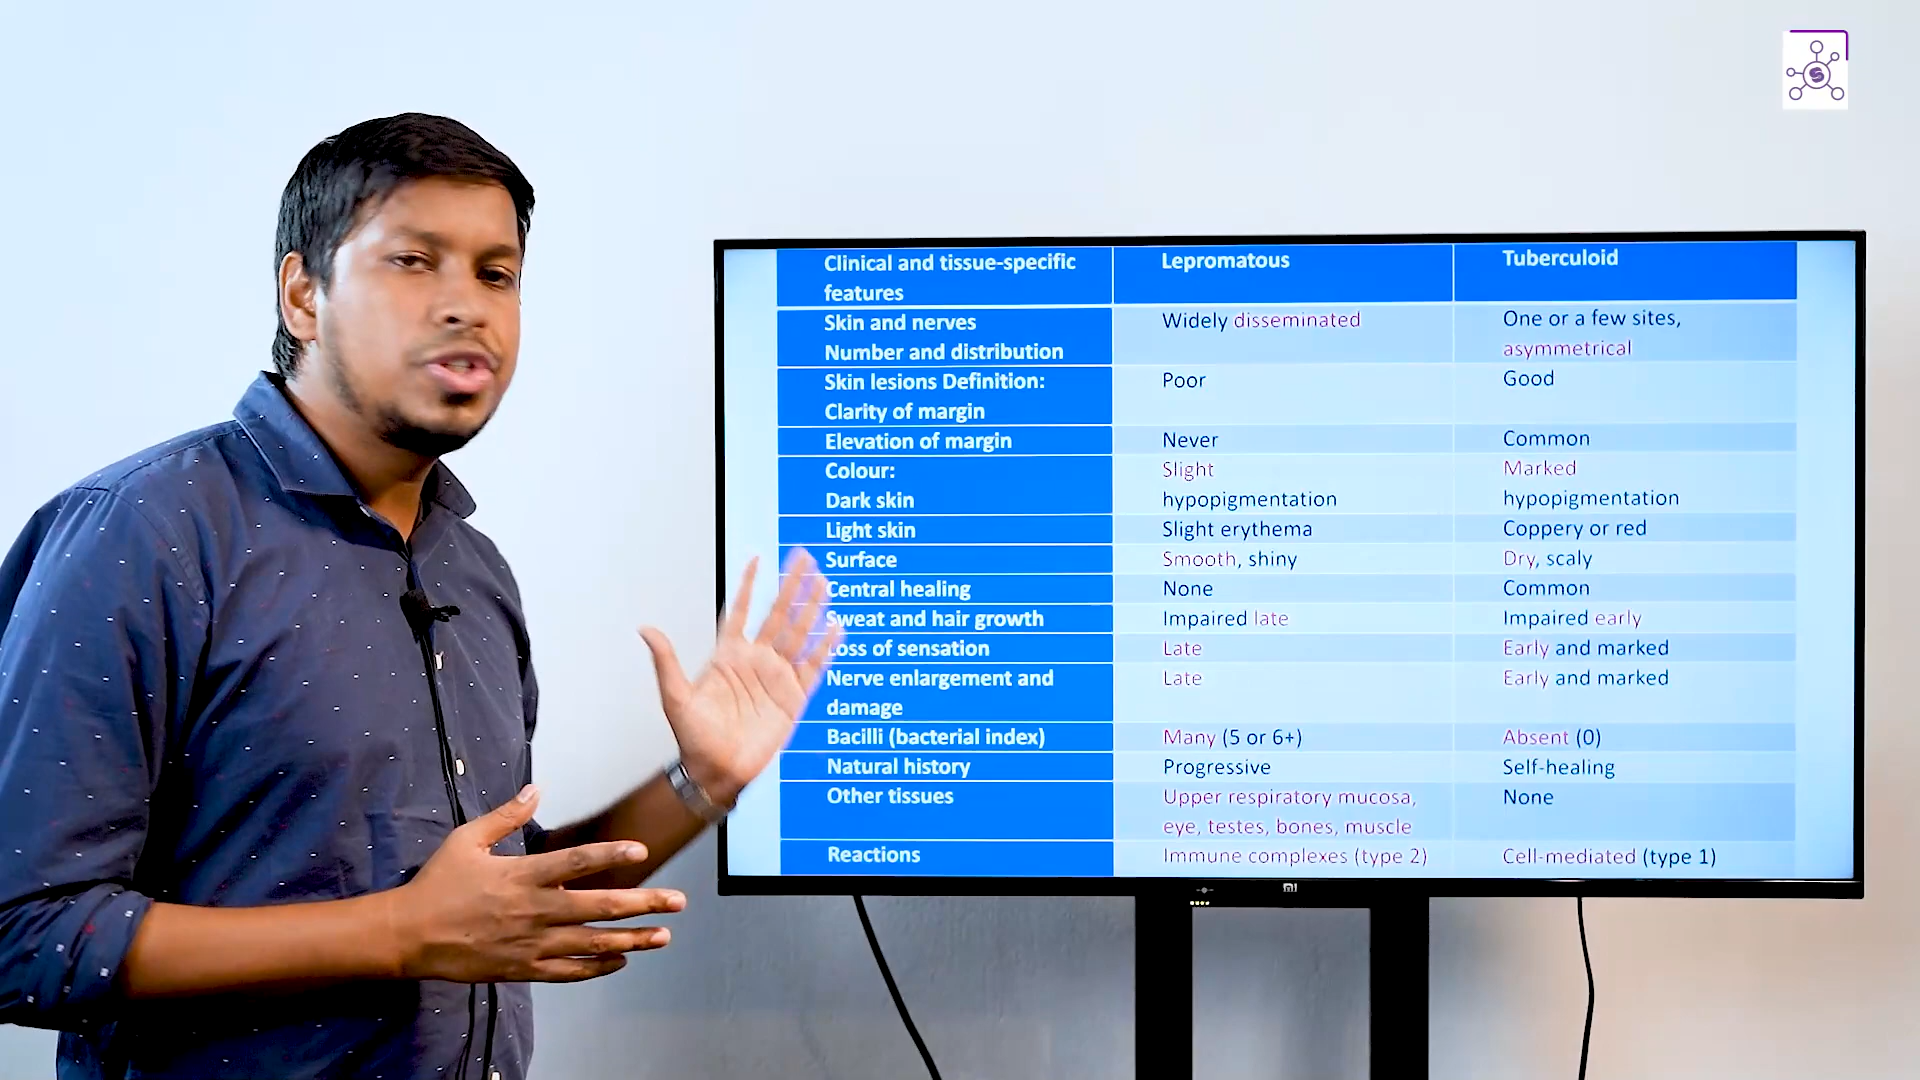 Clinical and tissue-specific
features
Lepromatous
Tuberculoid
Skin and nerves
Number and distribution
Widely disseminated
One or a few sites,
asymmetrical
Skin lesions Definition:
Clarity of margin
Poor
Good
Elevation of margin
Never
Common
Colour:
Dark skin
Slight
hypopigmentation
Marked
hypopigmentation
Light skin
Slight erythema
Coppery or red
Surface
Smooth, shiny
Dry, scaly
Central healing
None
Common
Sweat and hair growth
Impaired late
Impaired early
Loss of sensation
Late
Early and marked
Nerve enlargement and
damage
Late
Early and marked
Bacilli (bacterial index)
Many (5 or 6+)
Absent (0)
Natural history
Progressive
Self-healing
Other tissues
Upper respiratory mucosa,
eye, testes, bones, muscle
None
Reactions
Immune complexes (type 2)
Cell-mediated (type 1)
mi
S